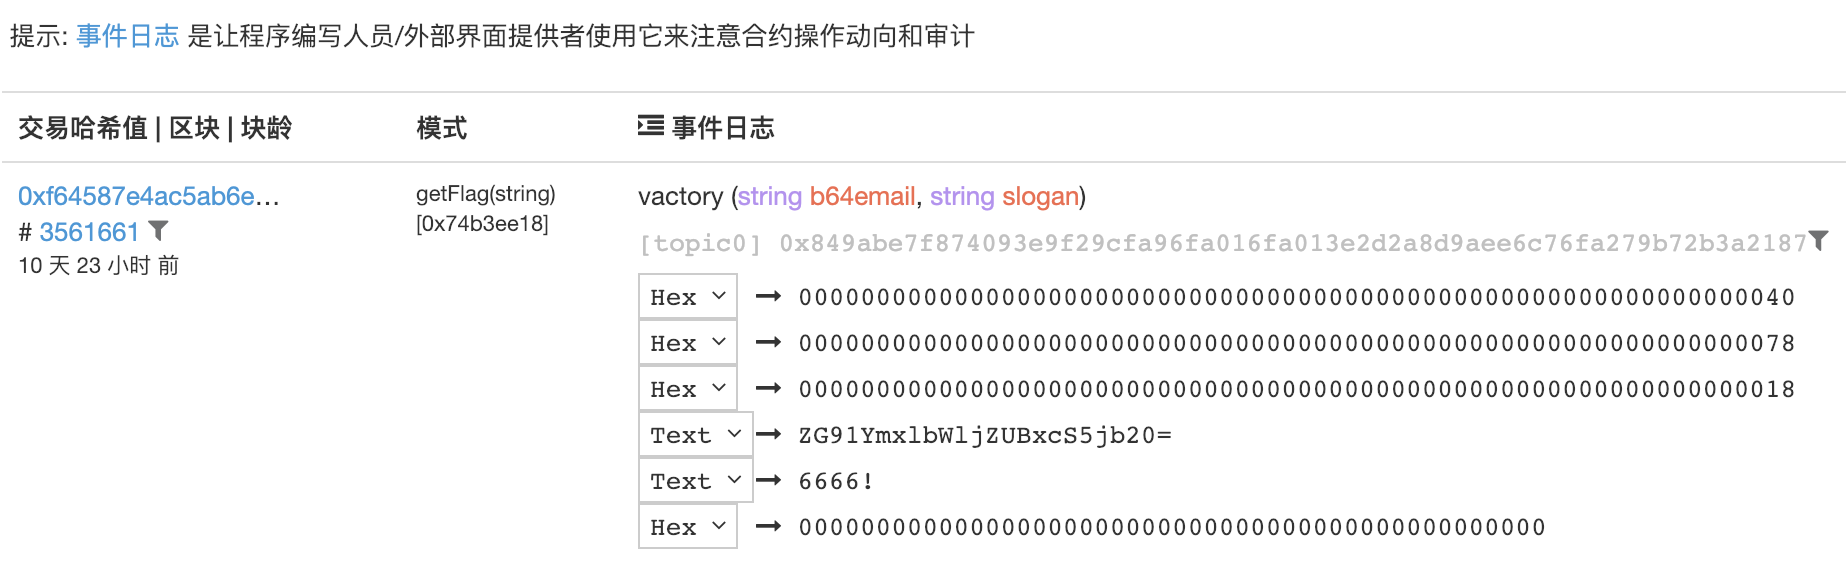 提示: 事件日志 是让程序编写人员/外部界面提供者使用它来注意合约操作动向和审计
交易哈希值 | 区块 | 块龄 模式 事件日志
0xf64587e4ac5ab6e... getFlag(string) vactory (string b64email, string slogan)
# 3561661 [0x74b3ee18]
[topic0] 0x849abe7f874093e9f29cfa96fa016fa013e2d2a8d9aee6c76fa279b72b3a2187
10 天 23 小时 前
Hex → 0000000000000000000000000000000000000000000000000000000000000040
Hex → 0000000000000000000000000000000000000000000000000000000000000078
Hex → 0000000000000000000000000000000000000000000000000000000000000018
Text → ZG91YmxlbWljZUBxcS5jb20=
Text → 6666!
Hex → 000000000000000000000000000000000000000000000000